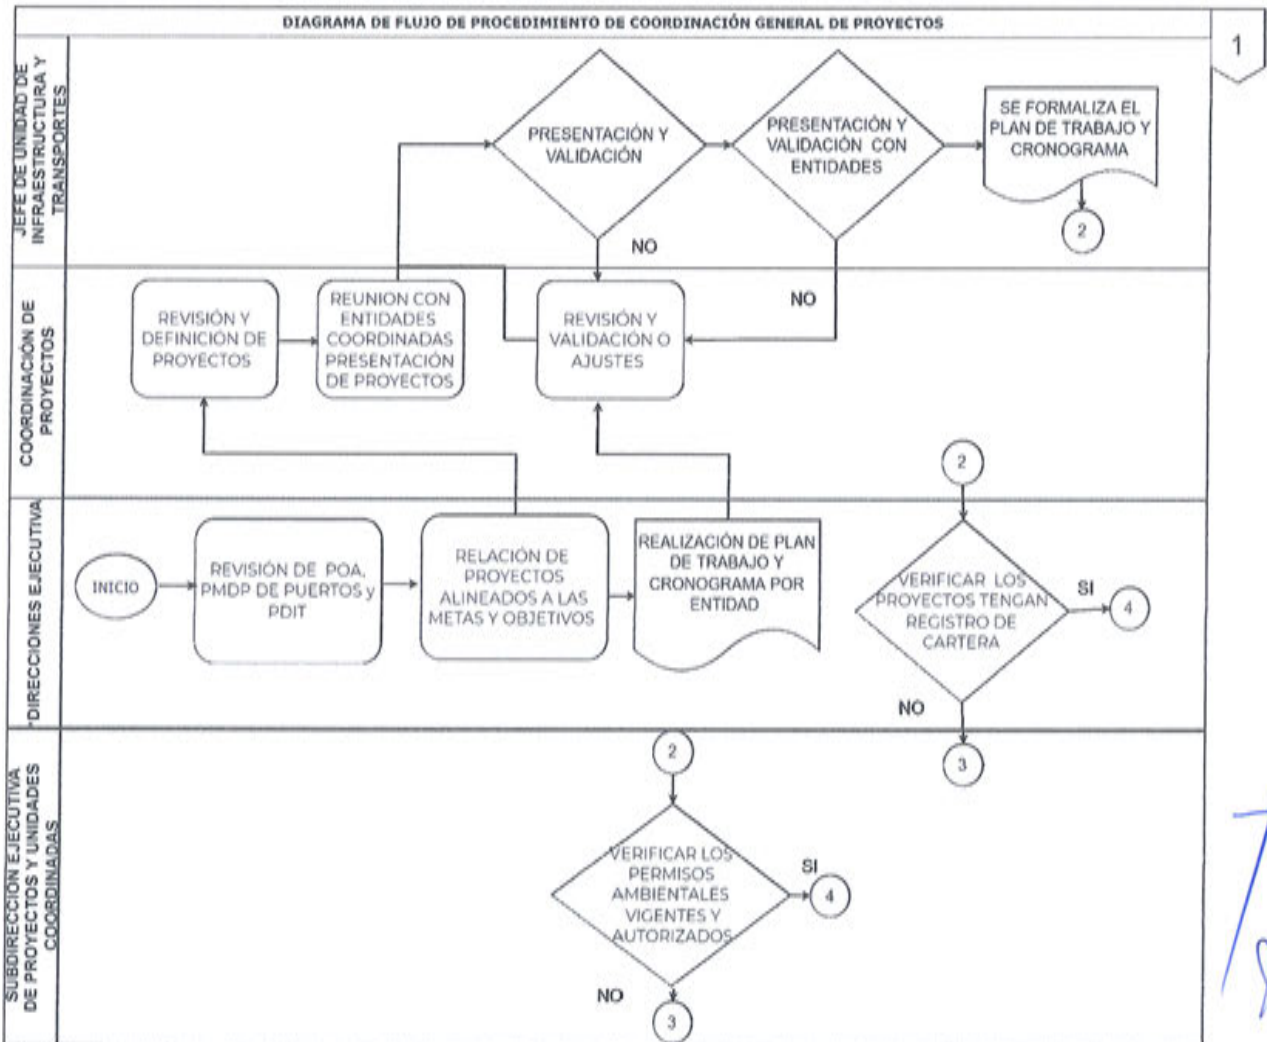 DIAGRAMA DE FLUJO DE PROCEDIMIENTO DE COORDINACIÓN GENERAL DE PROYECTOS
1
JEFE DE UNIDAD DE
INFRAESTRUCTURA Y
TRANSPORTES
PRESENTACIÓN Y
VALIDACIÓN
PRESENTACIÓN Y
VALIDACIÓN CON
ENTIDADES
SE FORMALIZA EL
PLAN DE TRABAJO Y
CRONOGRAMA
2
NO
NO
COORDINACIÓN DE
PROYECTOS
REVISIÓN Y
DEFINICIÓN DE
PROYECTOS
REUNION CON
ENTIDADES
COORDINADAS
PRESENTACIÓN
DE PROYECTOS
REVISIÓN Y
VALIDACIÓN O
AJUSTES
2
*DIRECCIONES EJECUTIVA
INICIO
REVISIÓN DE POA,
PMDP DE PUERTOS y
PDIT
RELACIÓN DE
PROYECTOS
ALINEADOS A LAS
METAS Y OBJETIVOS
REALIZACIÓN DE PLAN
DE TRABAJO Y
CRONOGRAMA POR
ENTIDAD
VERIFICAR LOS
PROYECTOS TENGAN
REGISTRO DE
CARTERA
SI
4
NO
3
SUBDIRECCIÓN EJECUTIVA
DE PROYECTOS Y UNIDADES
COORDINADAS
2
VERIFICAR LOS
PERMISOS
AMBIENTALES
VIGENTES Y
AUTORIZADOS
SI
4
NO
3